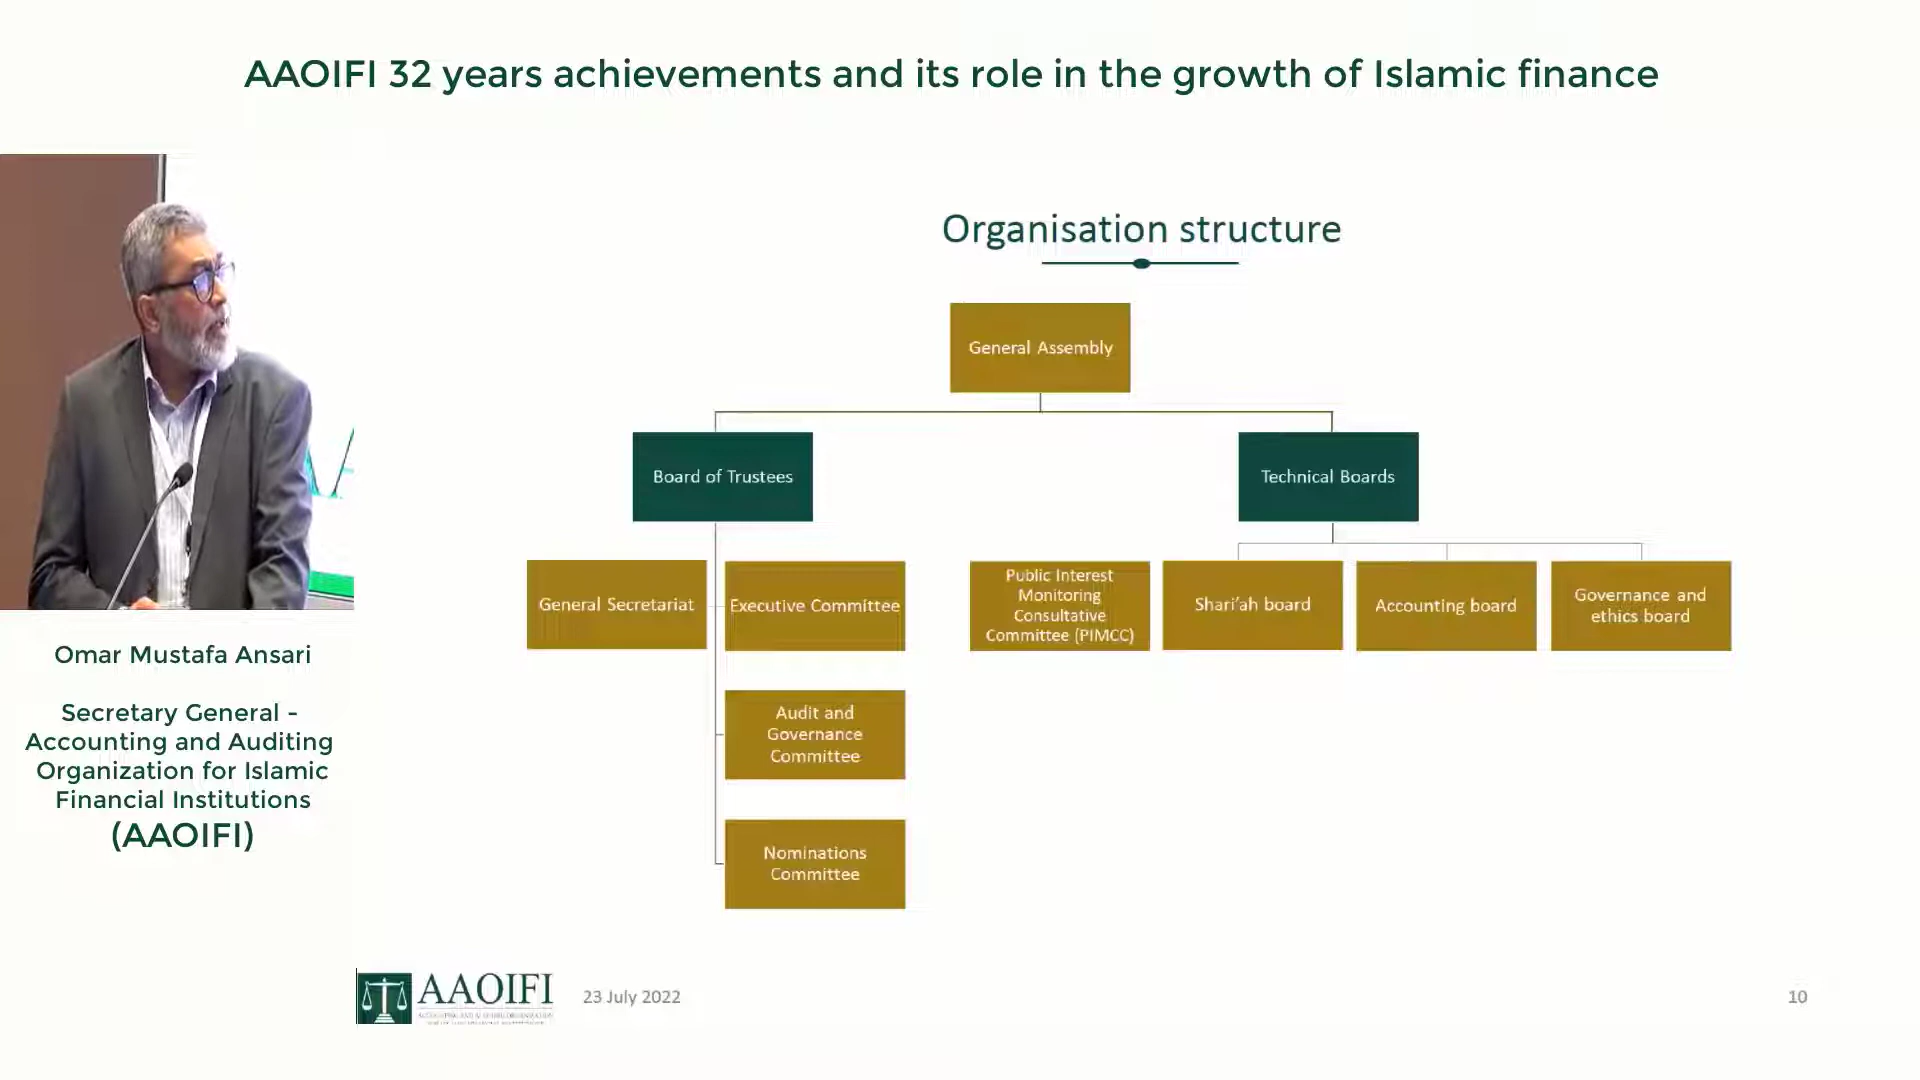 AAOIFI 32 years achievements and its role in the growth of Islamic finance
Organisation structure
General Assembly
Board of Trustees
Technical Boards
General Secretariat
Executive Committee
Public Interest
Monitoring
Consultative
Committee (PIMCC)
Shari'ah board
Accounting board
Governance and
ethics board
Audit and
Governance
Committee
Nominations
Committee
Omar Mustafa Ansari
Secretary General -
Accounting and Auditing
Organization for Islamic
Financial Institutions
(AAOIFI)
AAOIFI
23 July 2022
10